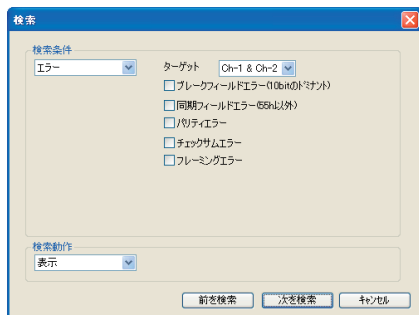 検索
検索条件
エラー
ターゲット Ch-1 & Ch-2
ブレークフィールドエラー(10bitのドミナント)
同期フィールドエラー(55h以外)
パリティエラー
チェックサムエラー
フレーミングエラー
検索動作
表示
前を検索 次を検索 キャンセル